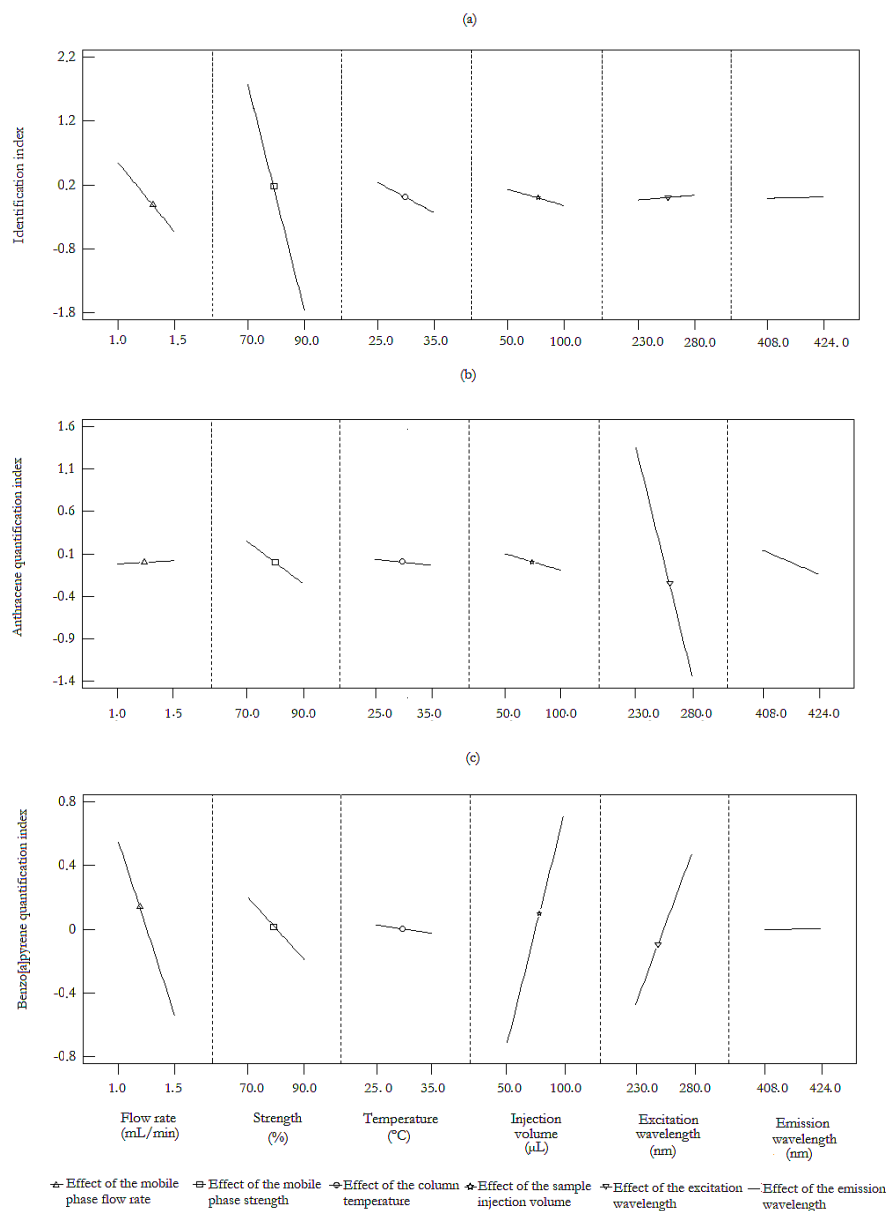 (a)
Identification index
2.2
1.2
0.2
-0.8
-1.8
1.0 1.5 70.0 90.0 25.0 35.0 50.0 100.0 230.0 280.0 408.0 424. 0
(b)
Anthracene quantification index
1.6
1.1
0.6
0.1
-0.4
-0.9
-1.4
1.0 1.5 70.0 90.0 25.0 35.0 50.0 100.0 230.0 280.0 408.0 424.0
(c)
Benzo[a]pyrene quantification index
0.8
0.4
0
-0.4
-0.8
1.0 1.5 70.0 90.0 25. 0 35.0 50.0 100.0 230.0 280.0 408.0 424.0
Flow rate
(mL/min)
Strength
(%)
Temperature
(°C)
Injection
volume
(μL)
Excitation
wavelength
(nm)
Emission
wavelength
(nm)
Effect of the mobile
phase flow rate
Effect of the mobile
phase strength
Effect of the column
temperature
Effect of the sample
injection volume
Effect of the excitation
wavelength
Effect of the emission
wavelength